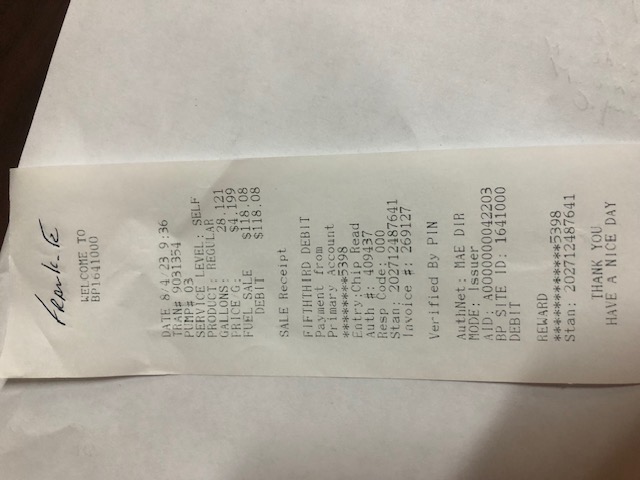 Frank-Te
WELCOME TO
BP1641000
DATE 8/4/23 9:36
TRAN# 9031354
PUMP# 03
SERVICE LEVEL: SELF
PRODUCT: REGULAR
GALLONS: 28.121
PRICE/G: $4.199
FUEL SALE $118.08
DEBIT $118.08
SALE Receipt
FIFTHTHIRD DEBIT
Payment from
Primary Account
********5398
Entry:Chip Read
Auth #: 409437
Resp Code: 000
Stan: 202712487641
Invoice #: 269127
Verified By PIN
AuthNet: MAE DIR
MODE: Issuer
AID: A0000000042203
BP SITE ID: 1641000
DEBIT
REWARD
************5398
Stan: 202712487641
THANK YOU
HAVE A NICE DAY